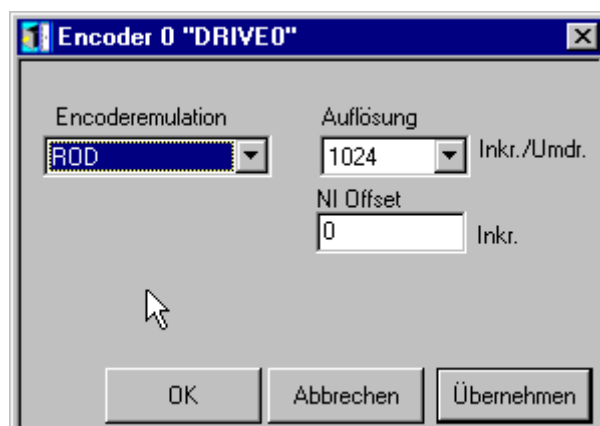 Encoder 0 "DRIVE0"
Encoderemulation
Auflösung
ROD
1024
Inkr./Umdr.
NI Offset
0
Inkr.
OK
Abbrechen
Übernehmen